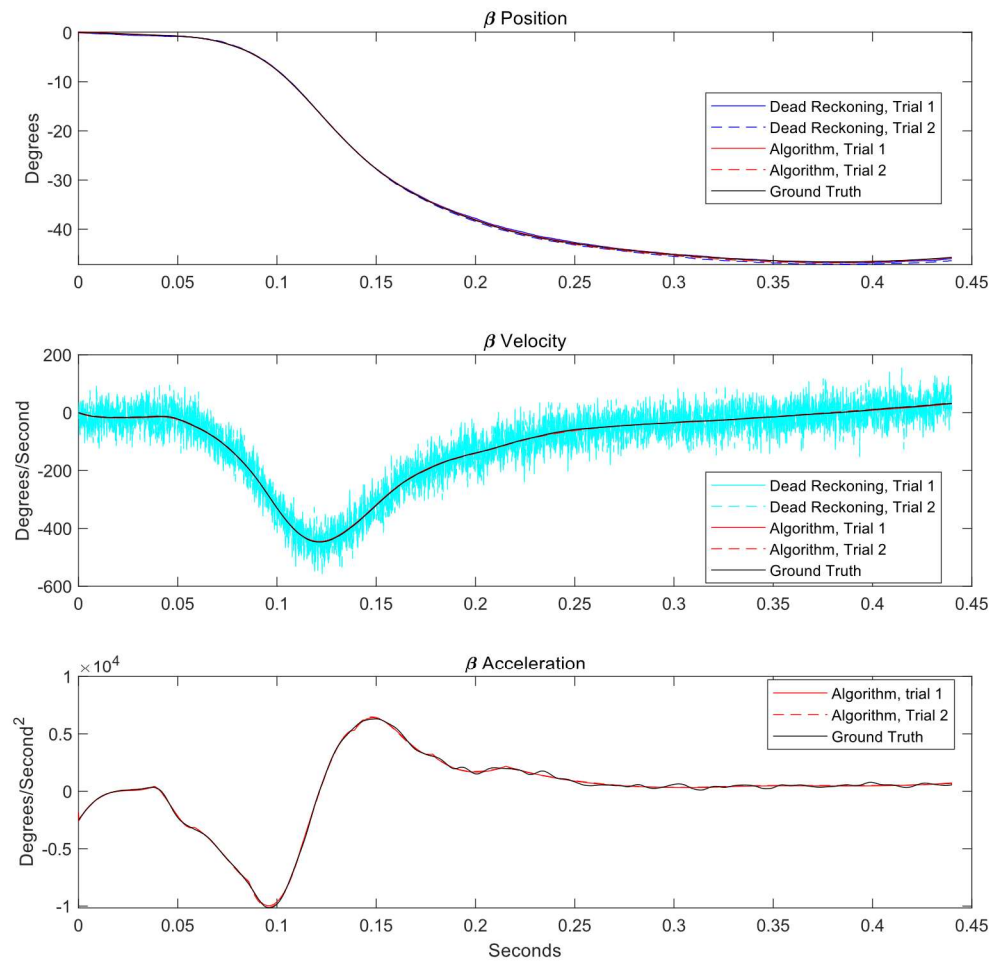 β Position
0
-10
-20
-30
-40
Degrees
Dead Reckoning, Trial 1
Dead Reckoning, Trial 2
Algorithm, Trial 1
Algorithm, Trial 2
Ground Truth
0 0.05 0.1 0.15 0.2 0.25 0.3 0.35 0.4 0.45
β Velocity
200
0
-200
-400
-600
Degrees/Second
Dead Reckoning, Trial 1
Dead Reckoning, Trial 2
Algorithm, Trial 1
Algorithm, Trial 2
Ground Truth
0 0.05 0.1 0.15 0.2 0.25 0.3 0.35 0.4 0.45
×10⁴
β Acceleration
1
0.5
0
-0.5
-1
Degrees/Second²
Algorithm, trial 1
Algorithm, Trial 2
Ground Truth
0 0.05 0.1 0.15 0.2 0.25 0.3 0.35 0.4 0.45
Seconds